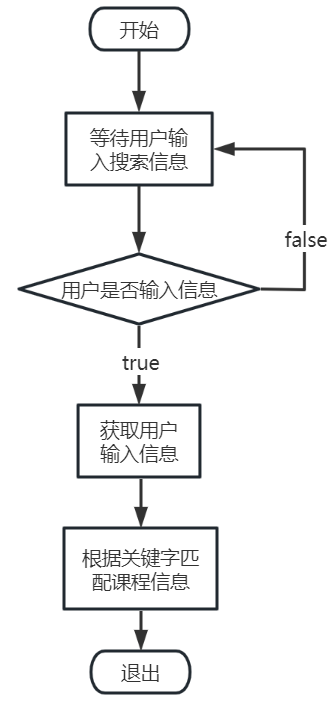 开始
等待用户输
入搜索信息
false
用户是否输入信息
true
获取用户
输入信息
根据关键字匹
配课程信息
退出